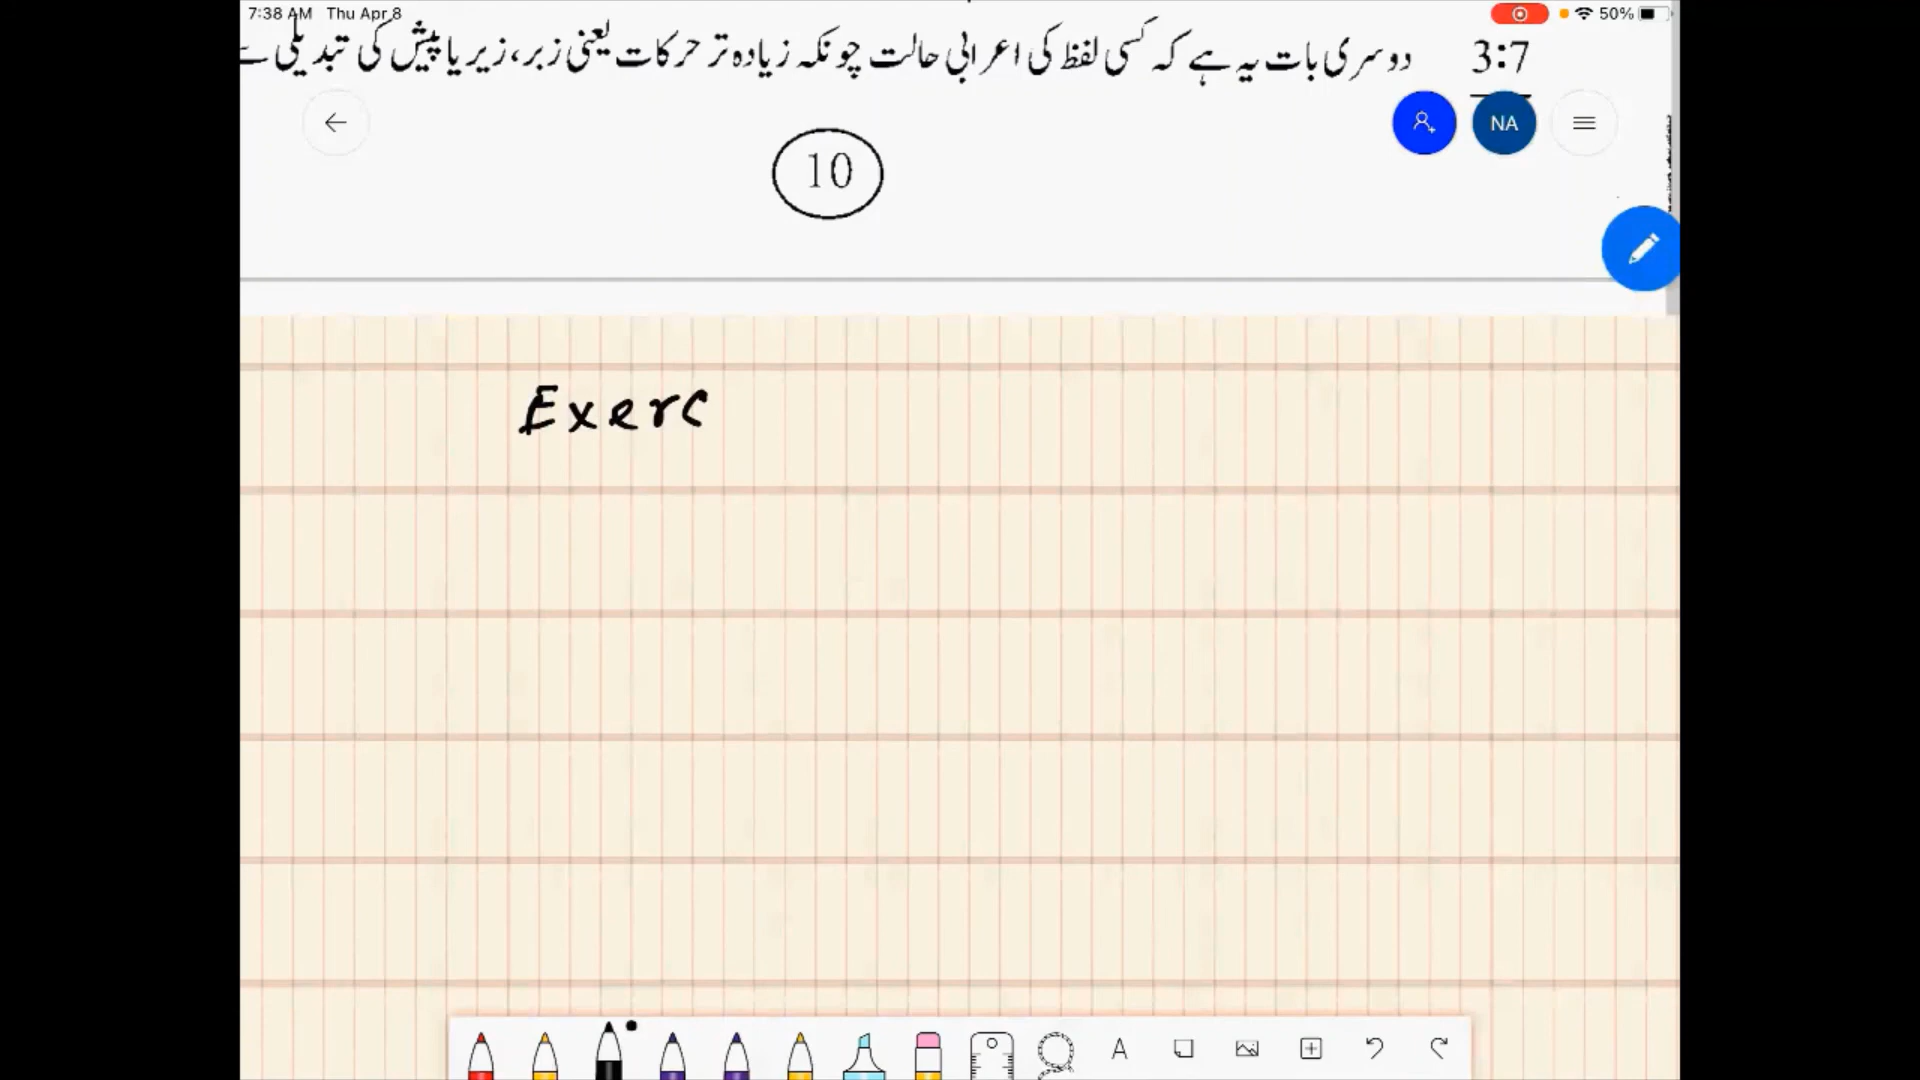 7:38 AM Thu Apr 8 50%
3:7 دوسری بات یہ ہے کہ کسی لفظ کی اعرابی حالت چونکہ زیادہ تر حرکات یعنی زبر، زیر یا پیش کی تبدیلی سے
NA
10
Exerc
A